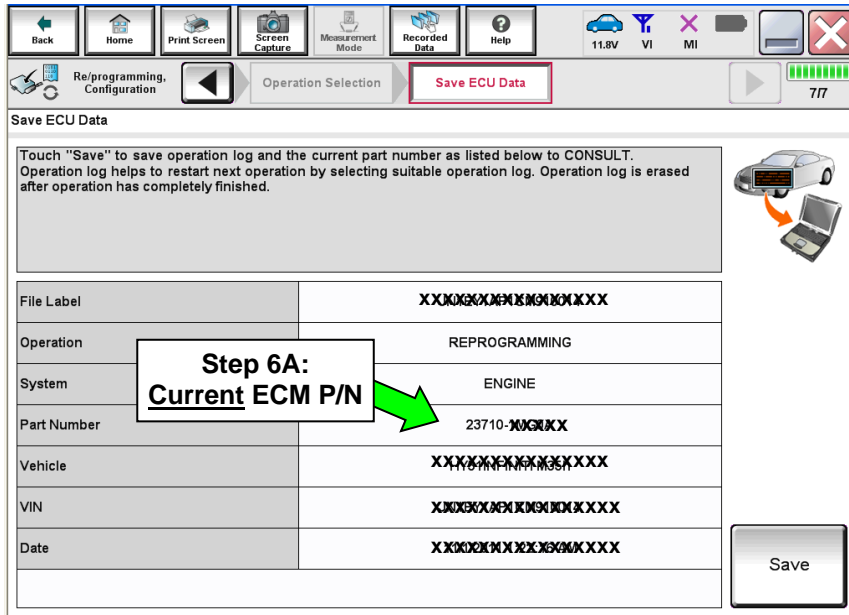 Back
Home
Print Screen
Screen Capture
Measurement Mode
Recorded Data
Help
11.8V
VI
MI
Re/programming, Configuration
Operation Selection
Save ECU Data
7/7
Save ECU Data
Touch "Save" to save operation log and the current part number as listed below to CONSULT.
Operation log helps to restart next operation by selecting suitable operation log. Operation log is erased
after operation has completely finished.
File Label
XXXXXXXXXXXXXXXXX
Operation
REPROGRAMMING
Step 6A:
Current ECM P/N
System
ENGINE
Part Number
23710-XXXXX
Vehicle
VIN
Date
Save